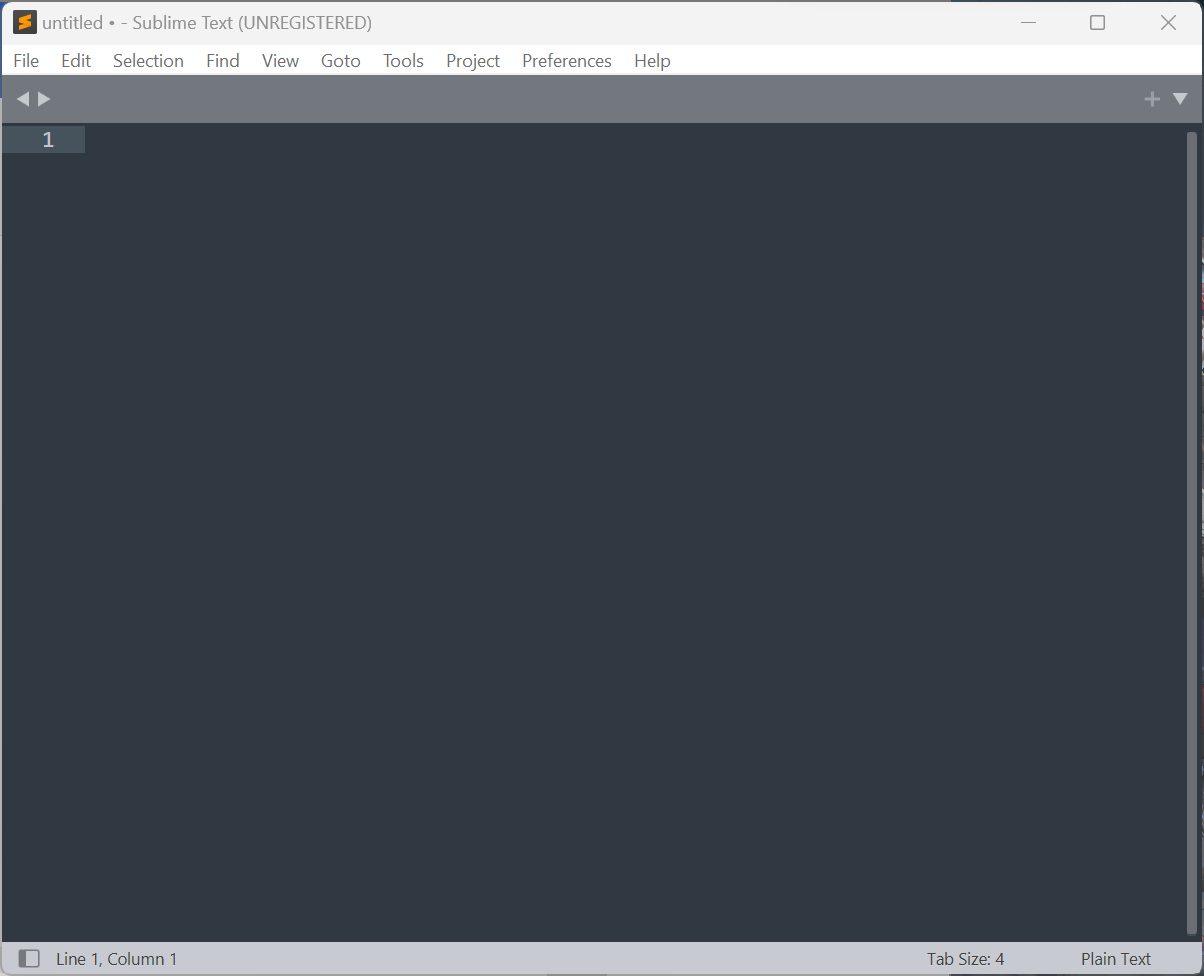 untitled • - Sublime Text (UNREGISTERED)
File Edit Selection Find View Goto Tools Project Preferences Help
1
Line 1, Column 1 Tab Size: 4 Plain Text